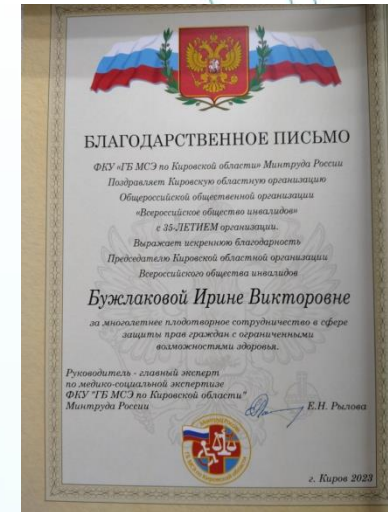 БЛАГОДАРСТВЕННОЕ ПИСЬМО
ФКУ «ГБ МСЭ по Кировской области» Минтруда России
Поздравляет Кировскую областную организацию
Общероссийской общественной организации
«Всероссийское общество инвалидов»
с 35-ЛЕТИЕМ организации.
Выражает искреннюю благодарность
Председателю Кировской областной организации
Всероссийского общества инвалидов
Бужлаковой Ирине Викторовне
за многолетнее плодотворное сотрудничество в сфере
защиты прав граждан с ограниченными
возможностями здоровья.
Руководитель - главный эксперт
по медико-социальной экспертизе
ФКУ "ГБ МСЭ по Кировской области"
Минтруда России
Е.Н. Рылова
г. Киров 2023